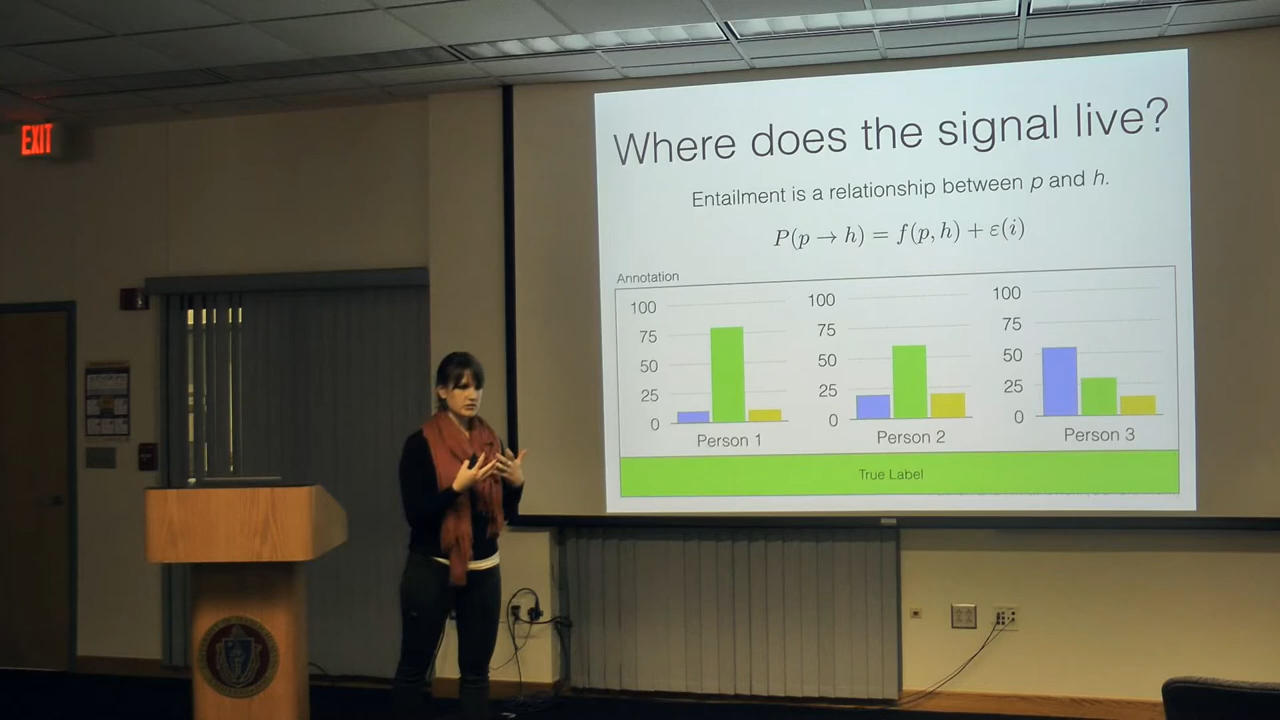 EXIT
Where does the signal live?
Entailment is a relationship between p and h.
P(p → h) = f(p, h) + ε(i)
Annotation
100 100 100
75 75 75
50 50 50
25 25 25
0 0 0
Person 1 Person 2 Person 3
True Label